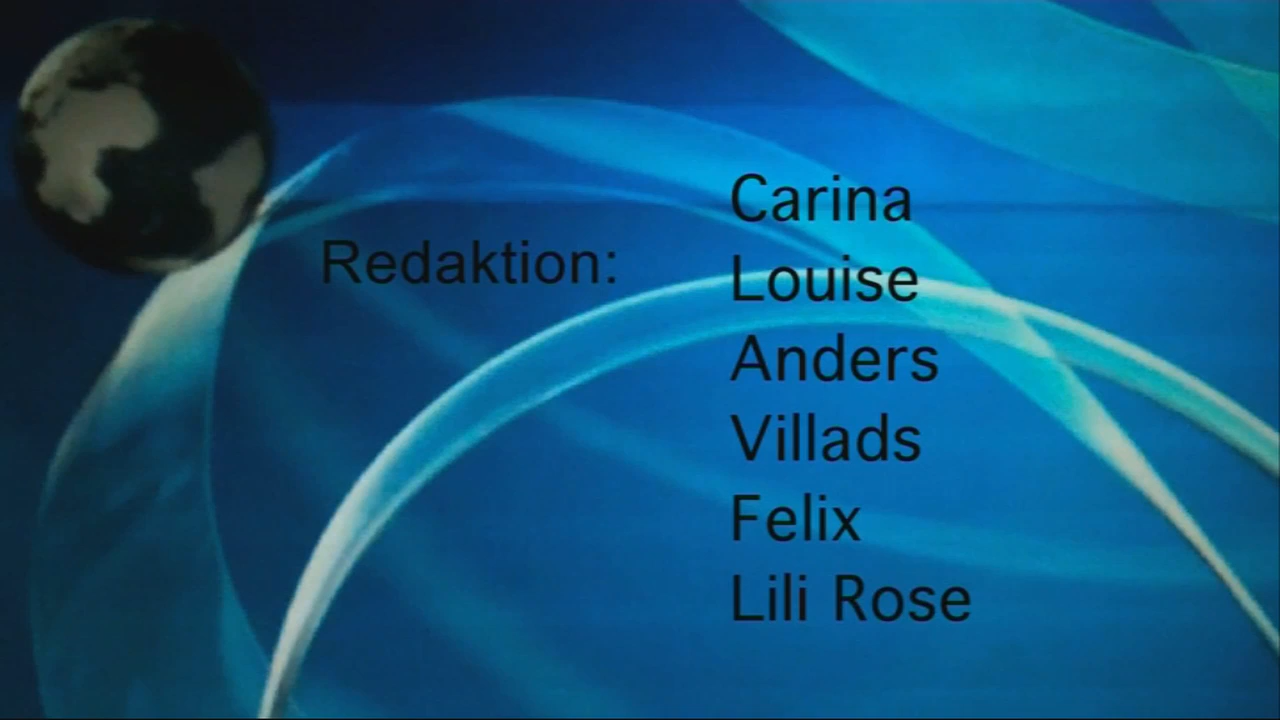 Redaktion:
Carina
Louise
Anders
Villads
Felix
Lili Rose